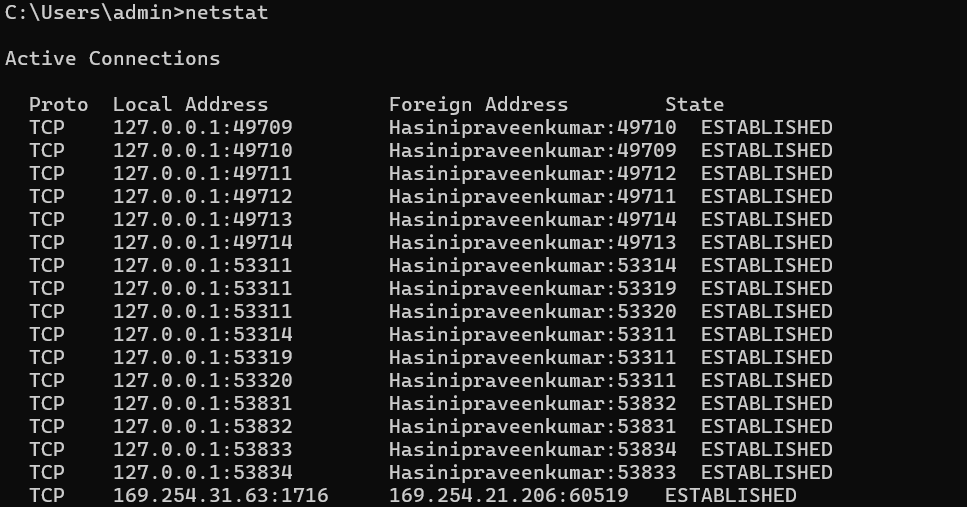 C:\Users\admin>netstat
Active Connections
Proto Local Address Foreign Address State
TCP 127.0.0.1:49709 Hasinipraveenkumar:49710 ESTABLISHED
TCP 127.0.0.1:49710 Hasinipraveenkumar:49709 ESTABLISHED
TCP 127.0.0.1:49711 Hasinipraveenkumar:49712 ESTABLISHED
TCP 127.0.0.1:49712 Hasinipraveenkumar:49711 ESTABLISHED
TCP 127.0.0.1:49713 Hasinipraveenkumar:49714 ESTABLISHED
TCP 127.0.0.1:49714 Hasinipraveenkumar:49713 ESTABLISHED
TCP 127.0.0.1:53311 Hasinipraveenkumar:53314 ESTABLISHED
TCP 127.0.0.1:53311 Hasinipraveenkumar:53319 ESTABLISHED
TCP 127.0.0.1:53311 Hasinipraveenkumar:53320 ESTABLISHED
TCP 127.0.0.1:53314 Hasinipraveenkumar:53311 ESTABLISHED
TCP 127.0.0.1:53319 Hasinipraveenkumar:53311 ESTABLISHED
TCP 127.0.0.1:53320 Hasinipraveenkumar:53311 ESTABLISHED
TCP 127.0.0.1:53831 Hasinipraveenkumar:53832 ESTABLISHED
TCP 127.0.0.1:53832 Hasinipraveenkumar:53831 ESTABLISHED
TCP 127.0.0.1:53833 Hasinipraveenkumar:53834 ESTABLISHED
TCP 127.0.0.1:53834 Hasinipraveenkumar:53833 ESTABLISHED
TCP 169.254.31.63:1716 169.254.21.206:60519 ESTABLISHED